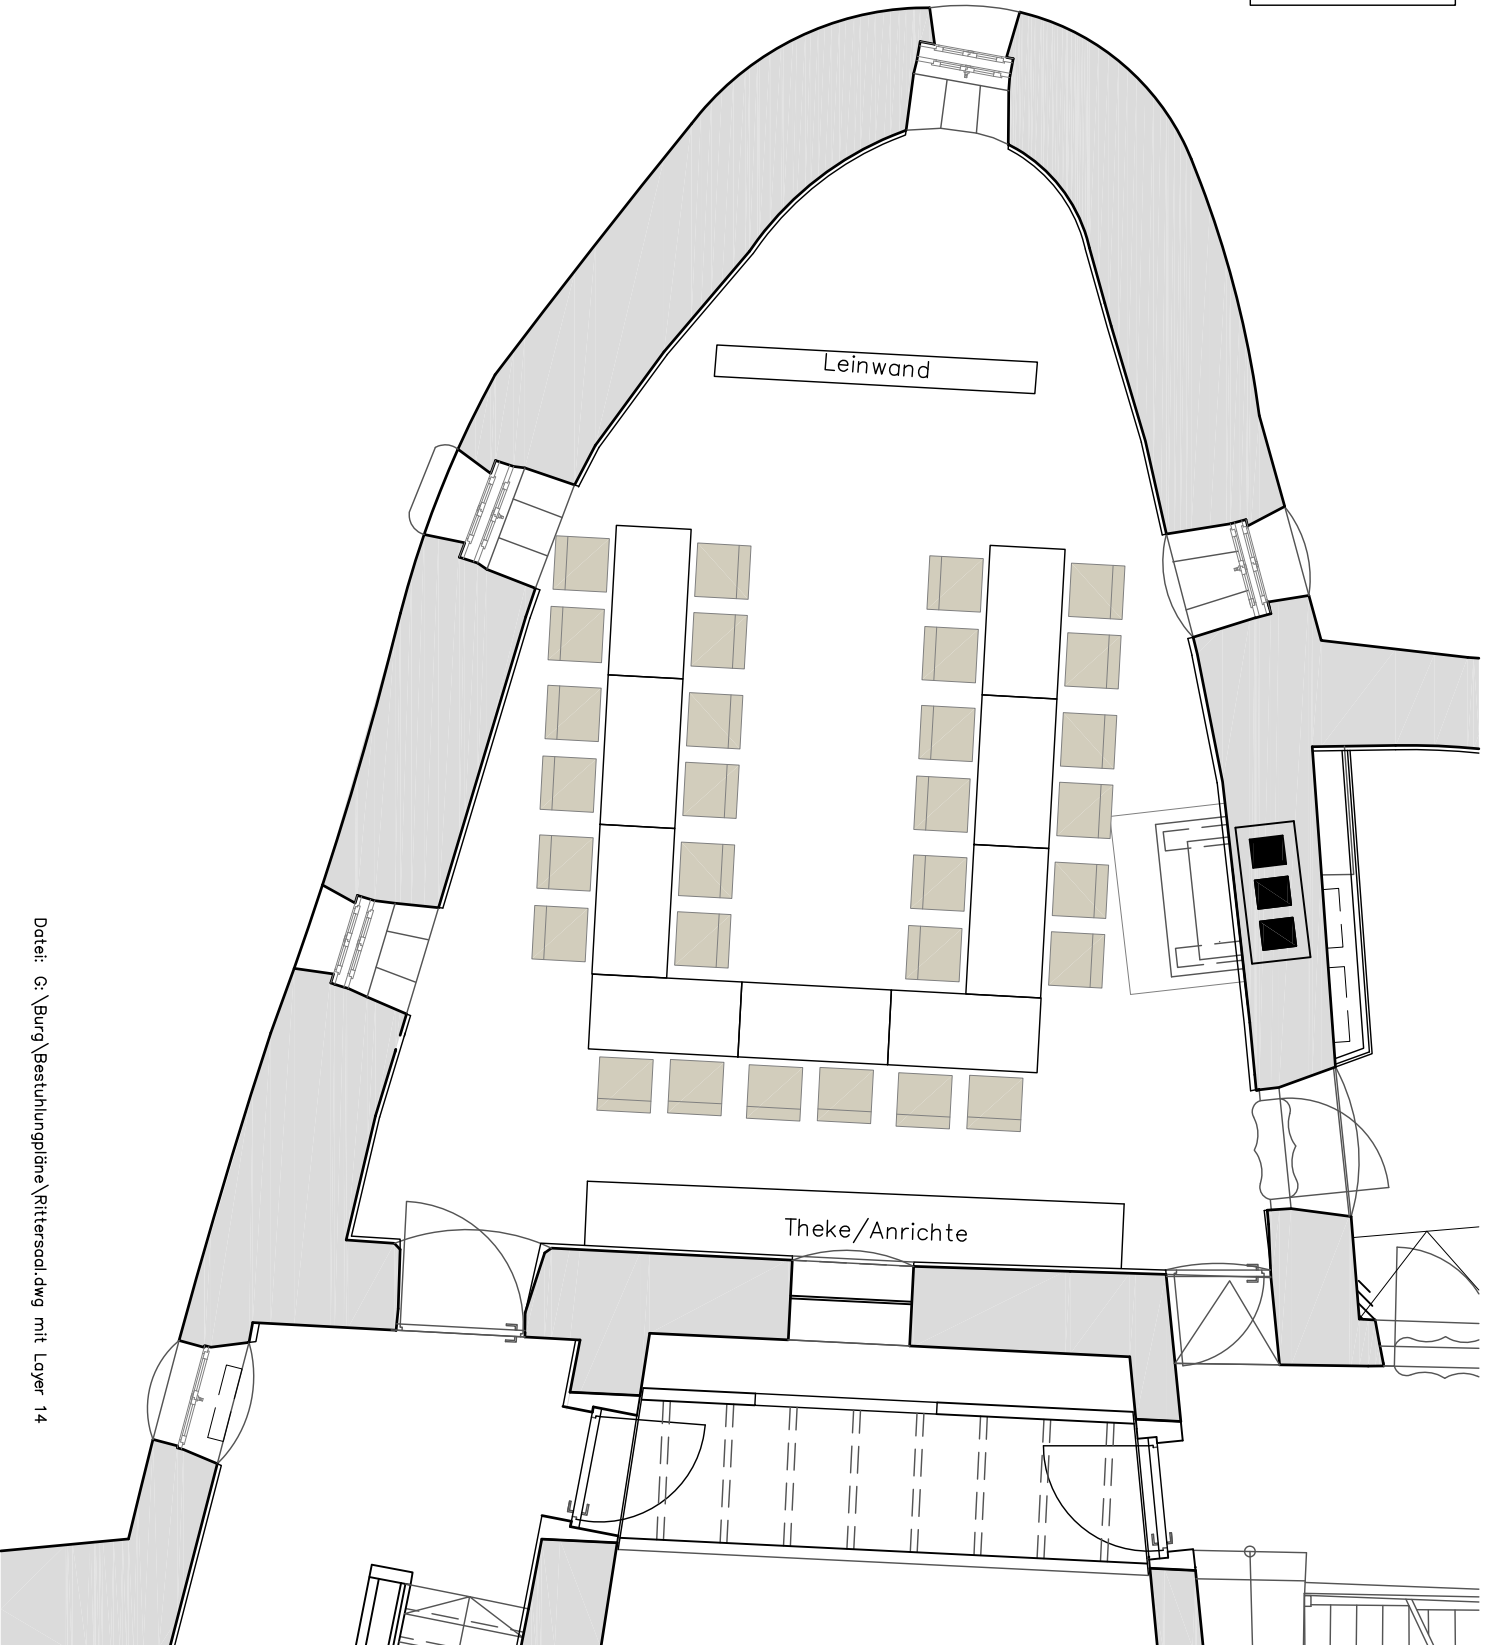 Leinwand
Theke/Anrichte
Datei: G:\Burg\Bestuhlungpläne\Rittersaal.dwg mit Layer 14